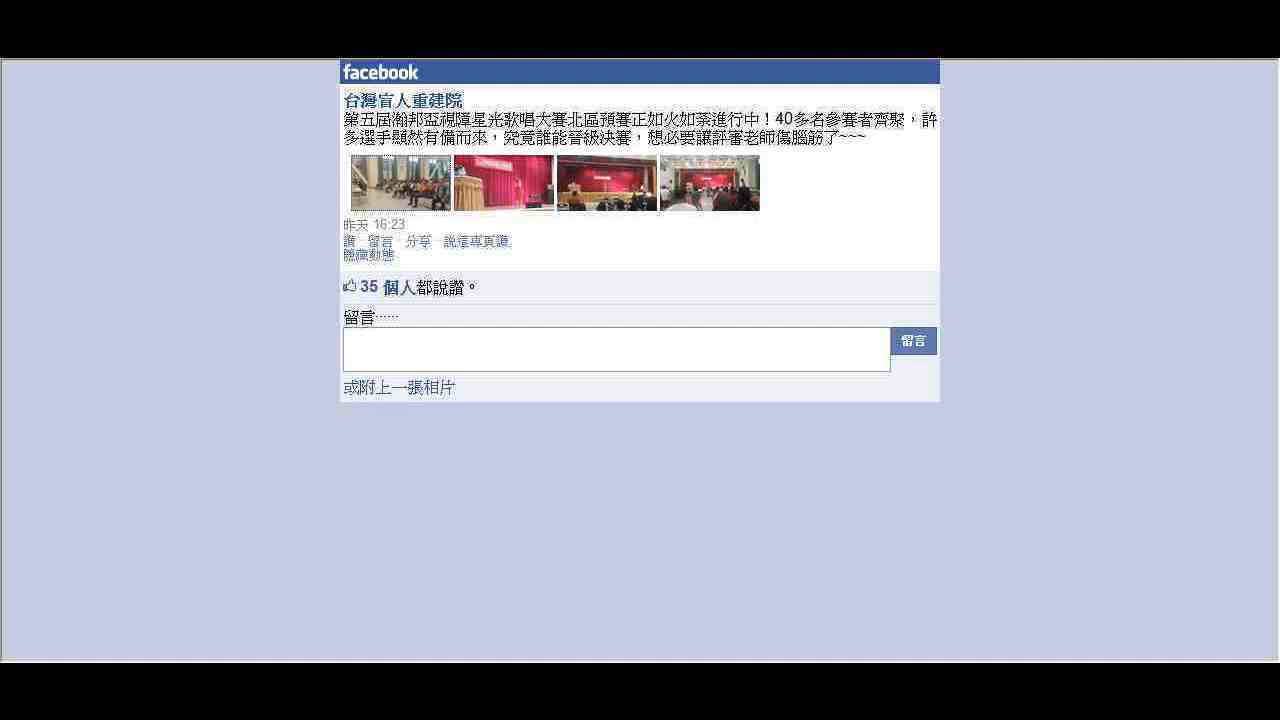 facebook
台灣盲人重建院
第五屆瀚邦盃視障星光歌唱大賽北區預賽正如火如荼進行中！40多名參賽者齊聚，許
多選手顯然有備而來，究竟誰能晉級決賽，想必要讓評審老師傷腦筋了~~~
昨天 16:23
讚 · 留言 · 分享 · 說這專頁讚
隱藏動態
35 個人都說讚。
留言......
留言
或附上一張相片